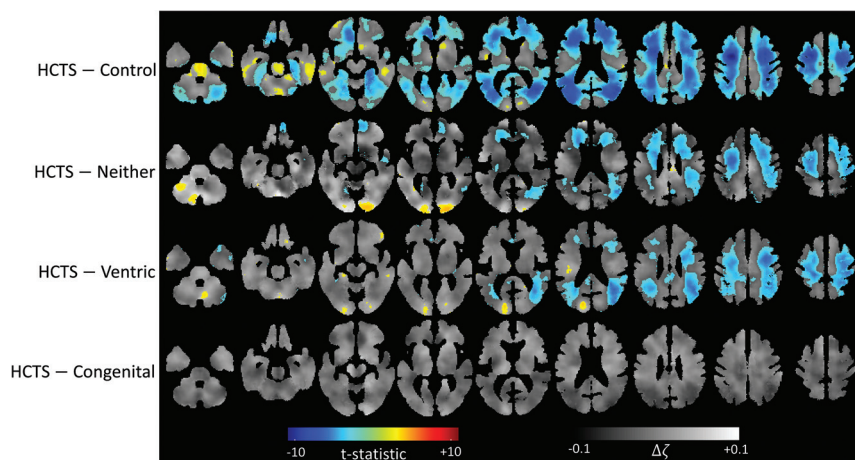 HCTS – Control
HCTS – Neither
HCTS – Ventric
HCTS – Congenital
-10 t-statistic +10
-0.1 Δζ +0.1